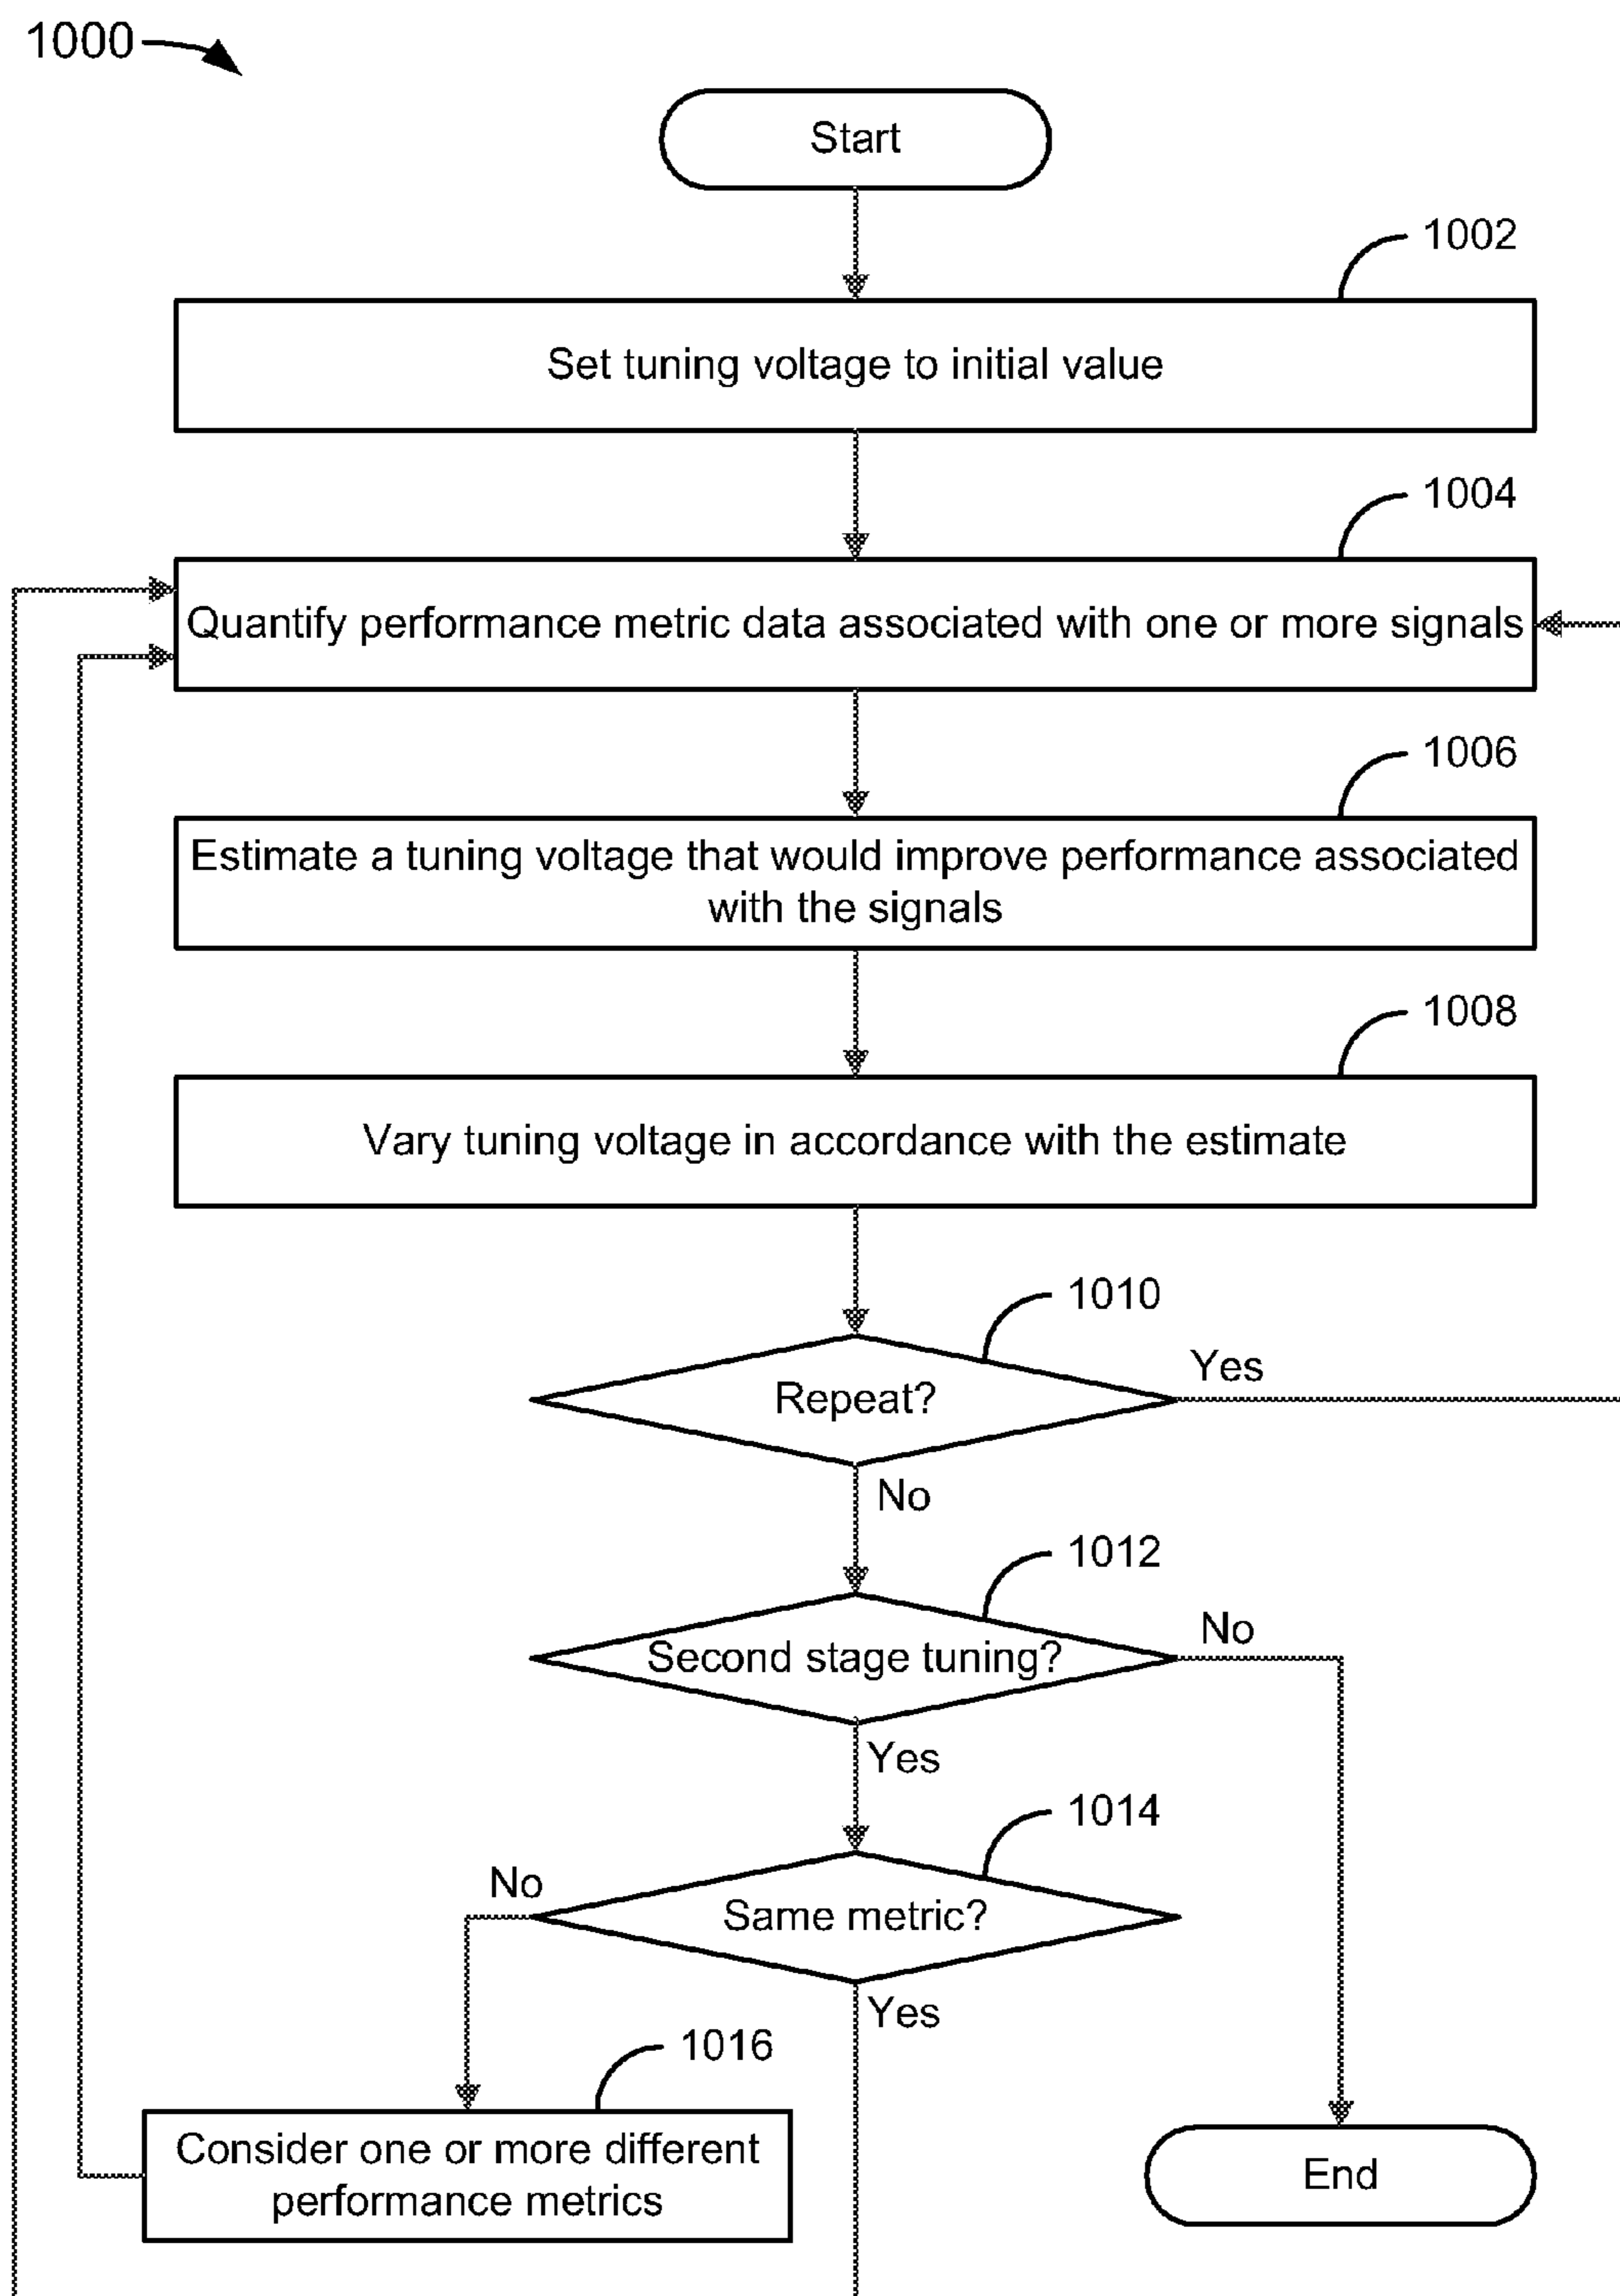 1000
Start
1002
Set tuning voltage to initial value
1004
Quantify performance metric data associated with one or more signals
1006
Estimate a tuning voltage that would improve performance associated
with the signals
1008
Vary tuning voltage in accordance with the estimate
1010
Repeat?
Yes
No
1012
Second stage tuning?
No
Yes
1014
Same metric?
No
Yes
1016
Consider one or more different
performance metrics
End